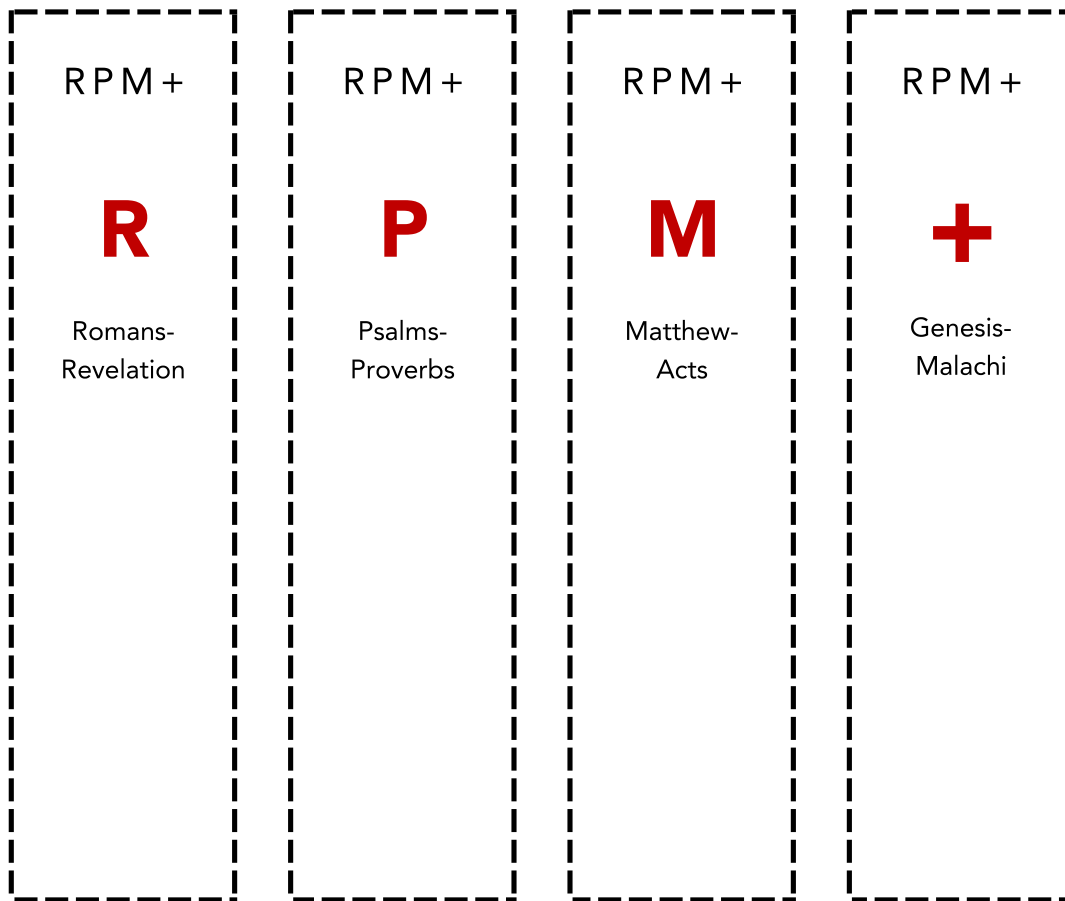 RPM+
R
Romans-
Revelation
RPM+
P
Psalms-
Proverbs
RPM+
M
Matthew-
Acts
RPM+
+
Genesis-
Malachi